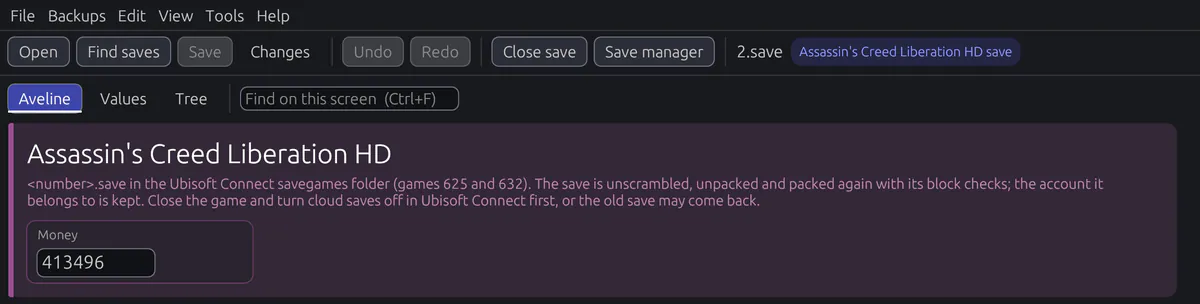 File Backups Edit View Tools Help
Open Find saves Save Changes Undo Redo Close save Save manager 2.save Assassin's Creed Liberation HD save
Aveline Values Tree Find on this screen (Ctrl+F)
Assassin's Creed Liberation HD
<number>.save in the Ubisoft Connect savegames folder (games 625 and 632). The save is unscrambled, unpacked and packed again with its block checks; the account it
belongs to is kept. Close the game and turn cloud saves off in Ubisoft Connect first, or the old save may come back.
Money
413496